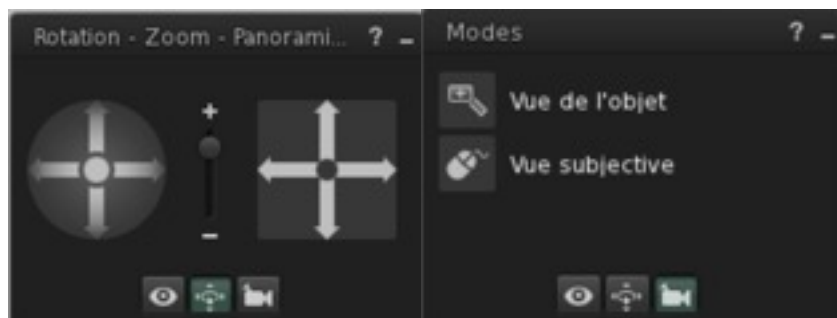 Rotation - Zoom - Panorami... ?
+
-
Modes ?
Vue de l'objet
Vue subjective